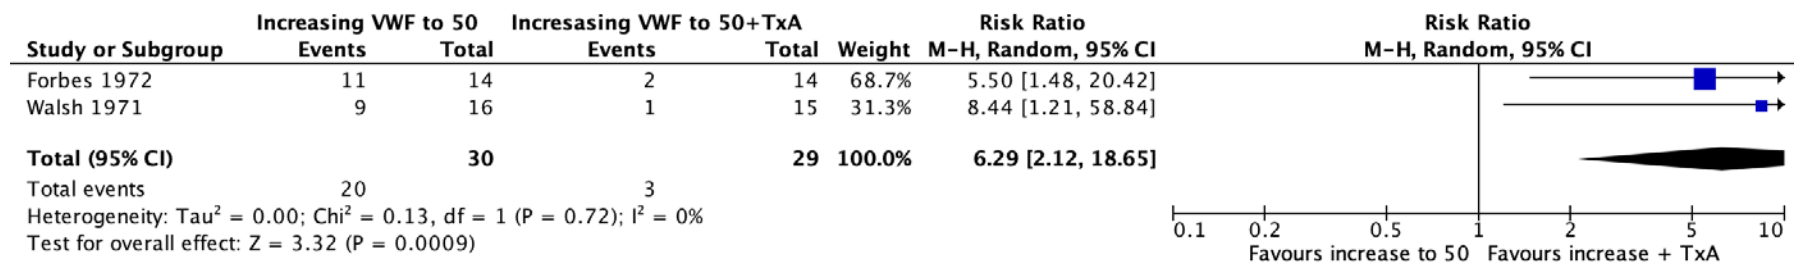 Increasing VWF to 50 Incresasing VWF to 50+TxA Risk Ratio Risk Ratio
Study or Subgroup Events Total Events Total Weight M-H, Random, 95% CI M-H, Random, 95% CI
Forbes 1972 11 14 2 14 68.7% 5.50 [1.48, 20.42]
Walsh 1971 9 16 1 15 31.3% 8.44 [1.21, 58.84]
Total (95% CI) 30 29 100.0% 6.29 [2.12, 18.65]
Total events 20 3
Heterogeneity: Tau² = 0.00; Chi² = 0.13, df = 1 (P = 0.72); I² = 0%
Test for overall effect: Z = 3.32 (P = 0.0009)
0.1 0.2 0.5 1 2 5 10
Favours increase to 50 Favours increase + TxA